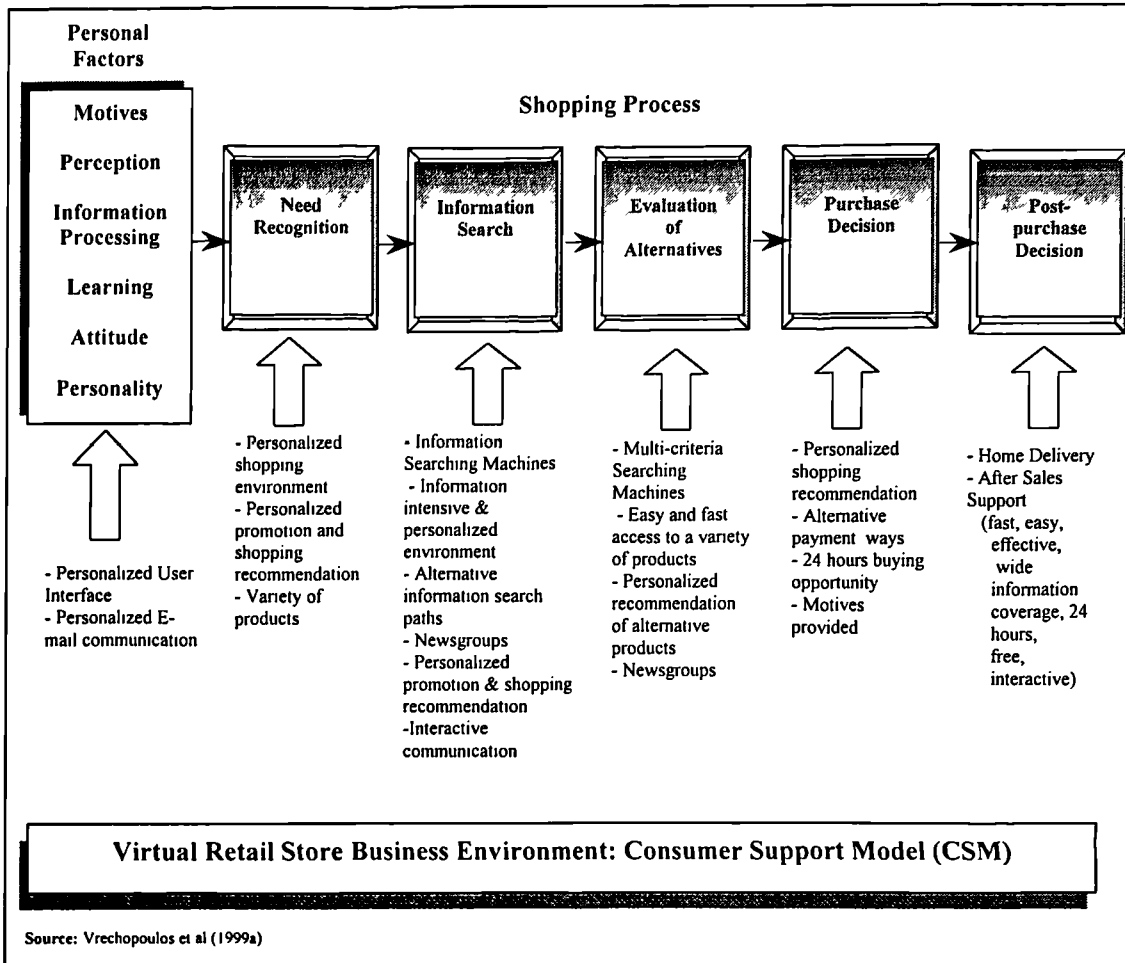 Personal
Factors
Motives
Perception
Information
Processing
Learning
Attitude
Personality
- Personalized User
Interface
- Personalized E-
mail communication
Shopping Process
Need
Recognition
Information
Search
Evaluation
of
Alternatives
Purchase
Decision
Post-
purchase
Decision
- Personalized
shopping
environment
- Personalized
promotion and
shopping
recommendation
- Variety of
products
- Information
Searching Machines
- Information
intensive &
personalized
environment
- Alternative
information search
paths
- Newsgroups
- Personalized
promotion & shopping
recommendation
-Interactive
communication
- Multi-criteria
Searching
Machines
- Easy and fast
access to a variety
of products
- Personalized
recommendation
of alternative
products
- Newsgroups
- Personalized
shopping
recommendation
- Alternative
payment ways
- 24 hours buying
opportunity
- Motives
provided
- Home Delivery
- After Sales
Support
(fast, easy,
effective,
wide
information
coverage, 24
hours,
free,
interactive)
Virtual Retail Store Business Environment: Consumer Support Model (CSM)
Source: Vrechopoulos et al (1999a)